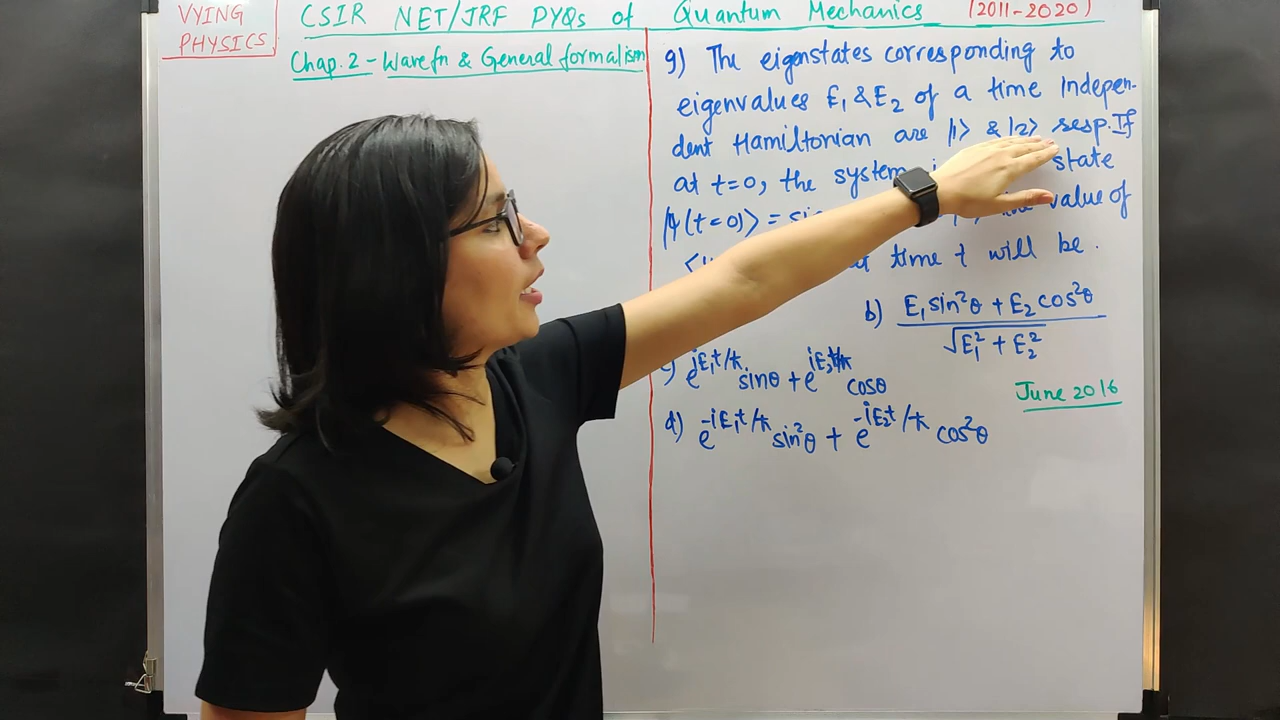 VYING
PHYSICS
CSIR NET/JRF PYQs of Quantum Mechanics (2011-2020)
Chap. 2 - Wavefn & General formalism
9) The eigenstates corresponding to
eigenvalues E₁ & E₂ of a time indepen-
dent Hamiltonian are |1> & |2> resp. If
at t=0, the system state
|ψ(t=0)> = sin value of
time t will be.
b) E₁ sin²θ + E₂ cos²θ / √E₁² + E₂²
e^iE₁t/ħ sinθ + e^iE₂t/ħ cosθ
June 2016
d) e^-iE₁t/ħ sin²θ + e^-iE₂t/ħ cos²θ